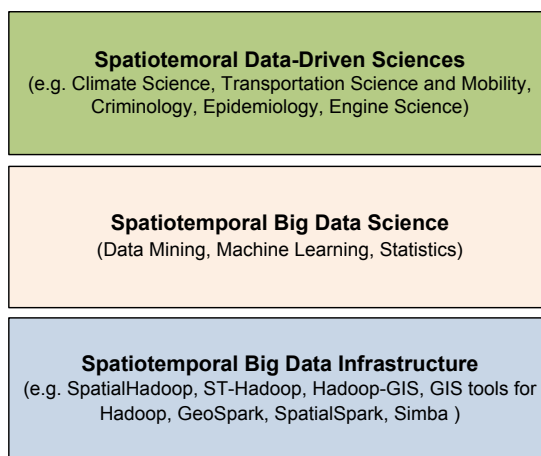 Spatiotemoral Data-Driven Sciences
(e.g. Climate Science, Transportation Science and Mobility,
Criminology, Epidemiology, Engine Science)
Spatiotemporal Big Data Science
(Data Mining, Machine Learning, Statistics)
Spatiotemporal Big Data Infrastructure
(e.g. SpatialHadoop, ST-Hadoop, Hadoop-GIS, GIS tools for
Hadoop, GeoSpark, SpatialSpark, Simba )